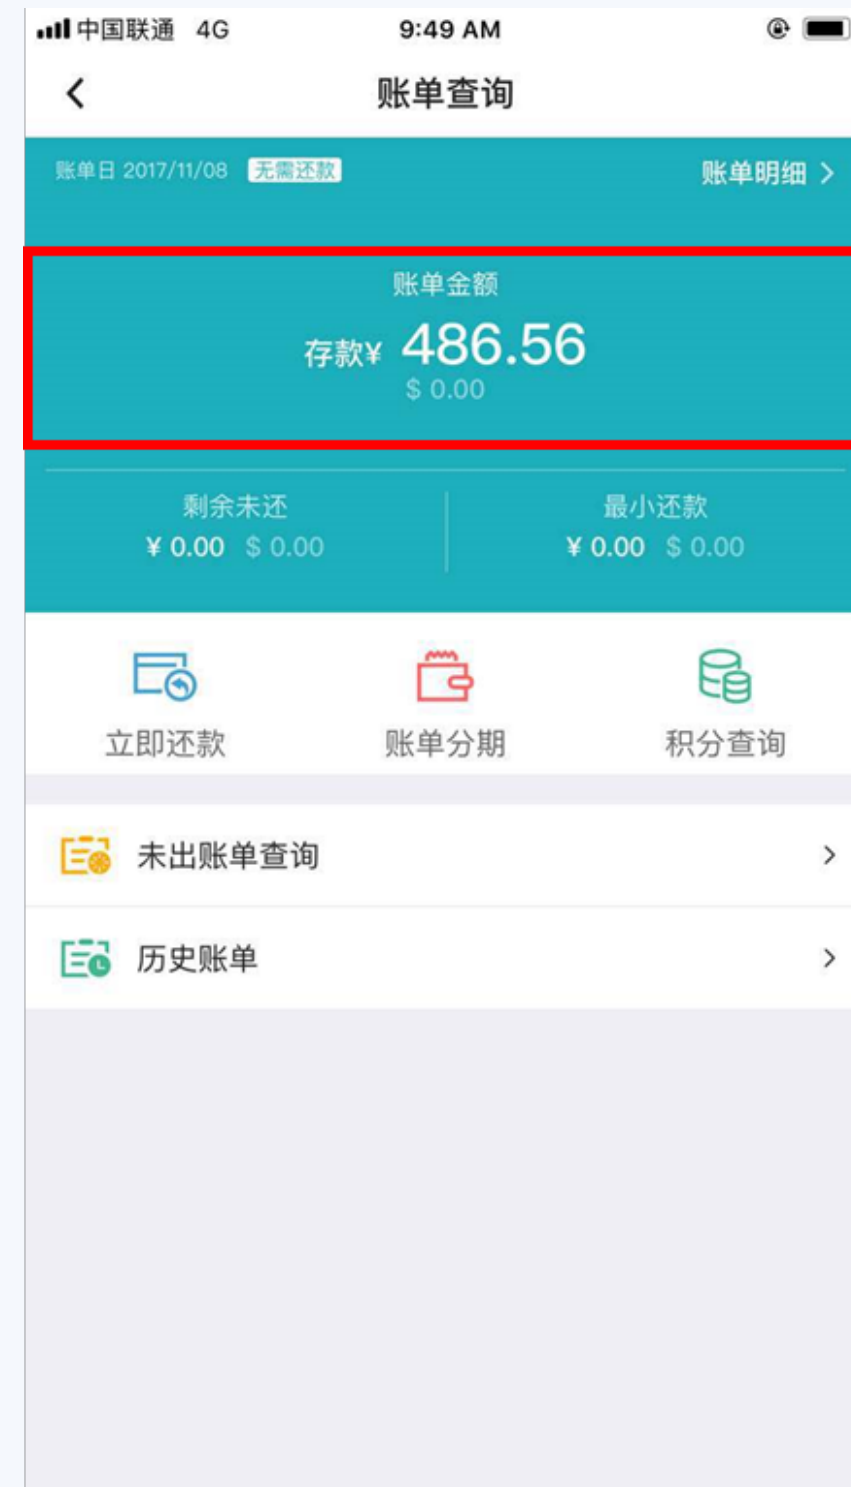 中国联通 4G 9:49 AM
账单查询
账单日 2017/11/08 无需还款 账单明细
账单金额
存款¥ 486.56
$ 0.00
剩余未还 最小还款
¥ 0.00 $ 0.00 ¥ 0.00 $ 0.00
立即还款 账单分期 积分查询
未出账单查询
历史账单